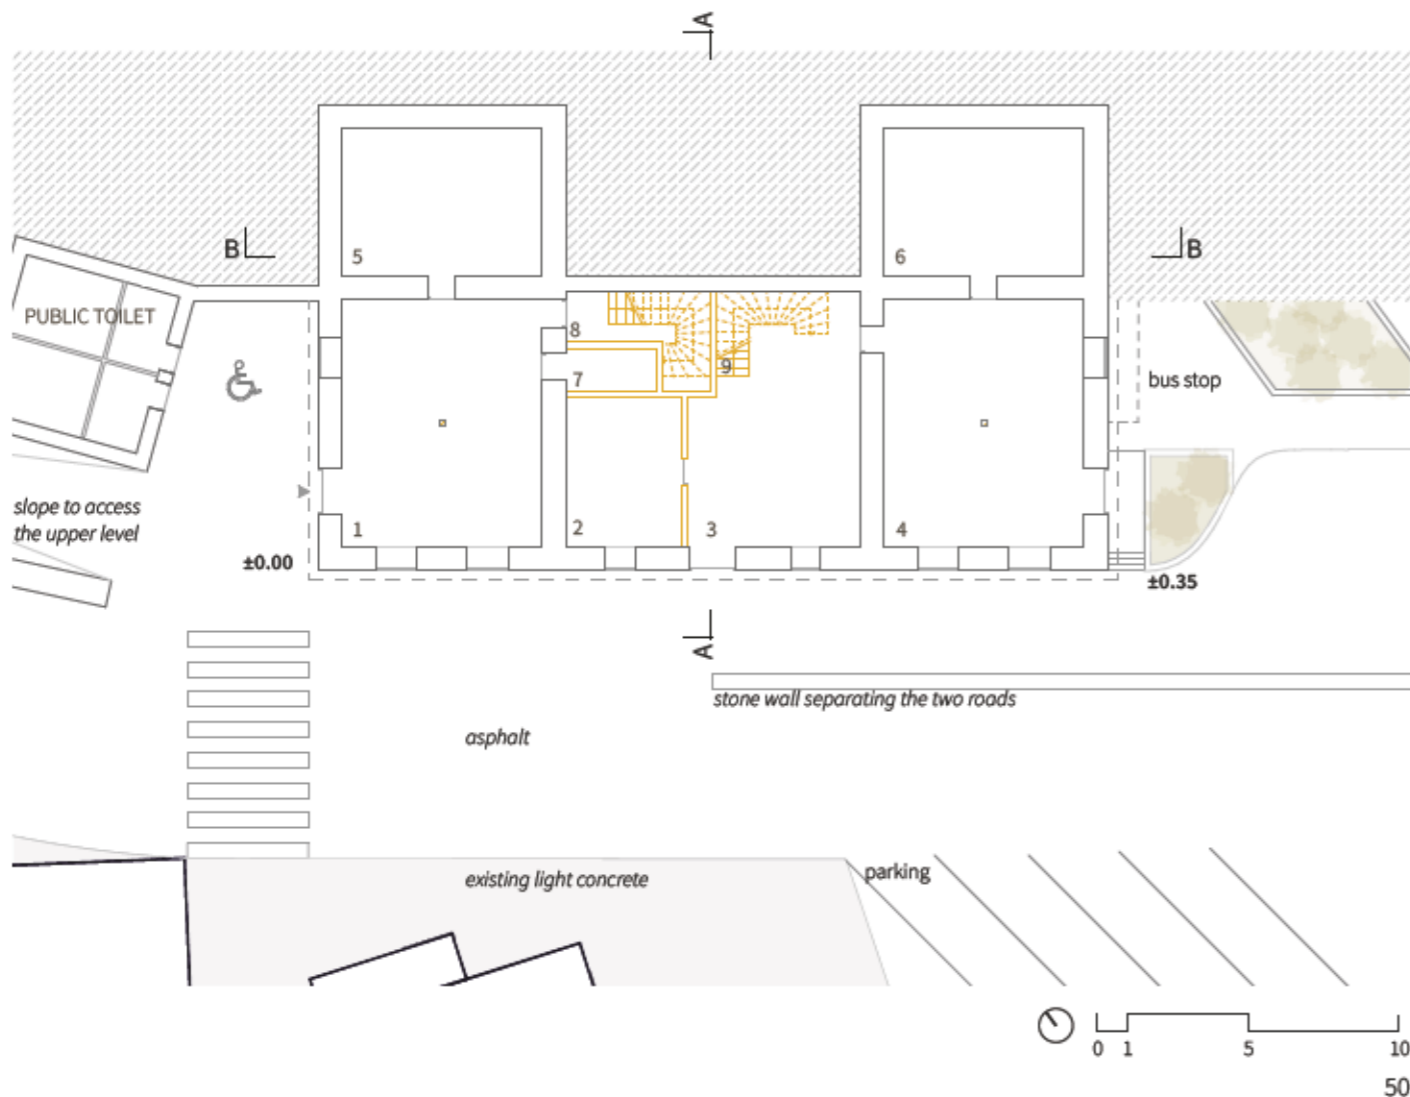 A
5
6
B
B
PUBLIC TOILET
8
9
7
bus stop
slope to access
the upper level
1
2
3
4
±0.00
±0.35
A
stone wall separating the two roads
asphalt
parking
existing light concrete
0 1 5 10
50